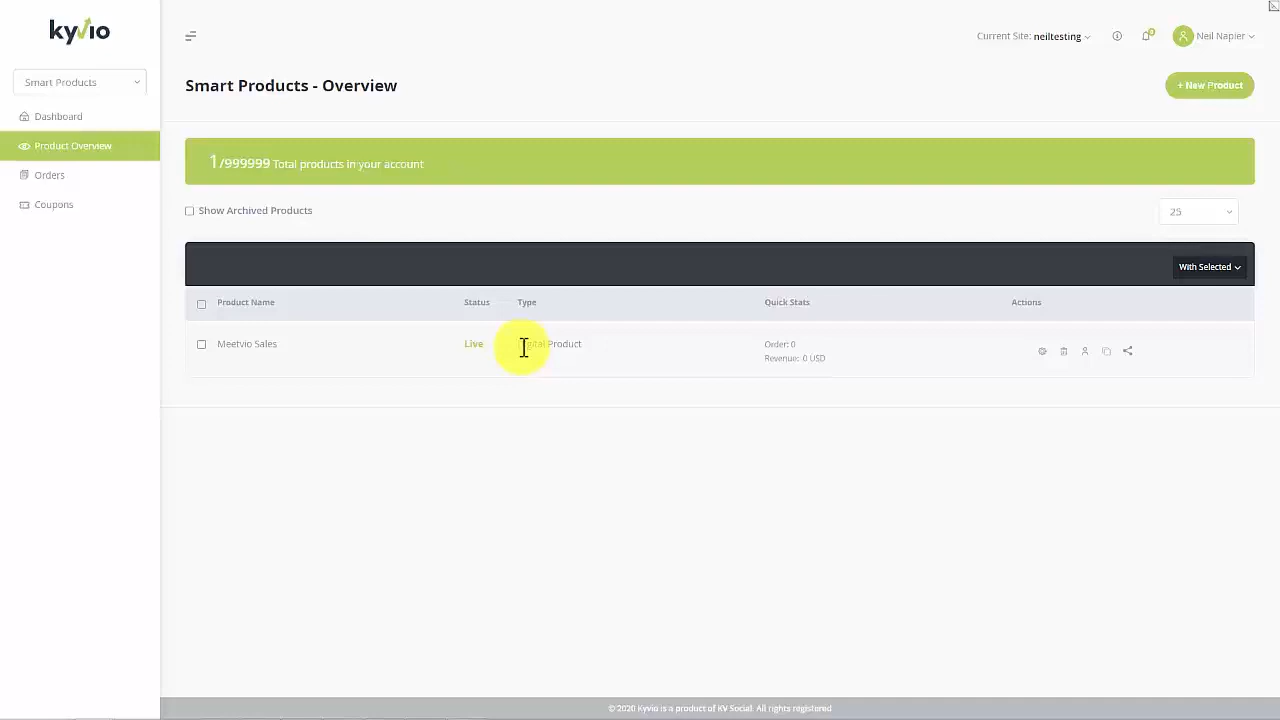 kyvio
Current Site: neiltesting
Neil Napier
Smart Products
Smart Products - Overview
+ New Product
Dashboard
Product Overview
Orders
Coupons
1/999999 Total products in your account
Show Archived Products
25
With Selected
Product Name Status Type Quick Stats Actions
Meetvio Sales Live Digital Product Order: 0
Revenue: 0 USD
© 2020 Kyvio is a product of KV Social. All rights registered